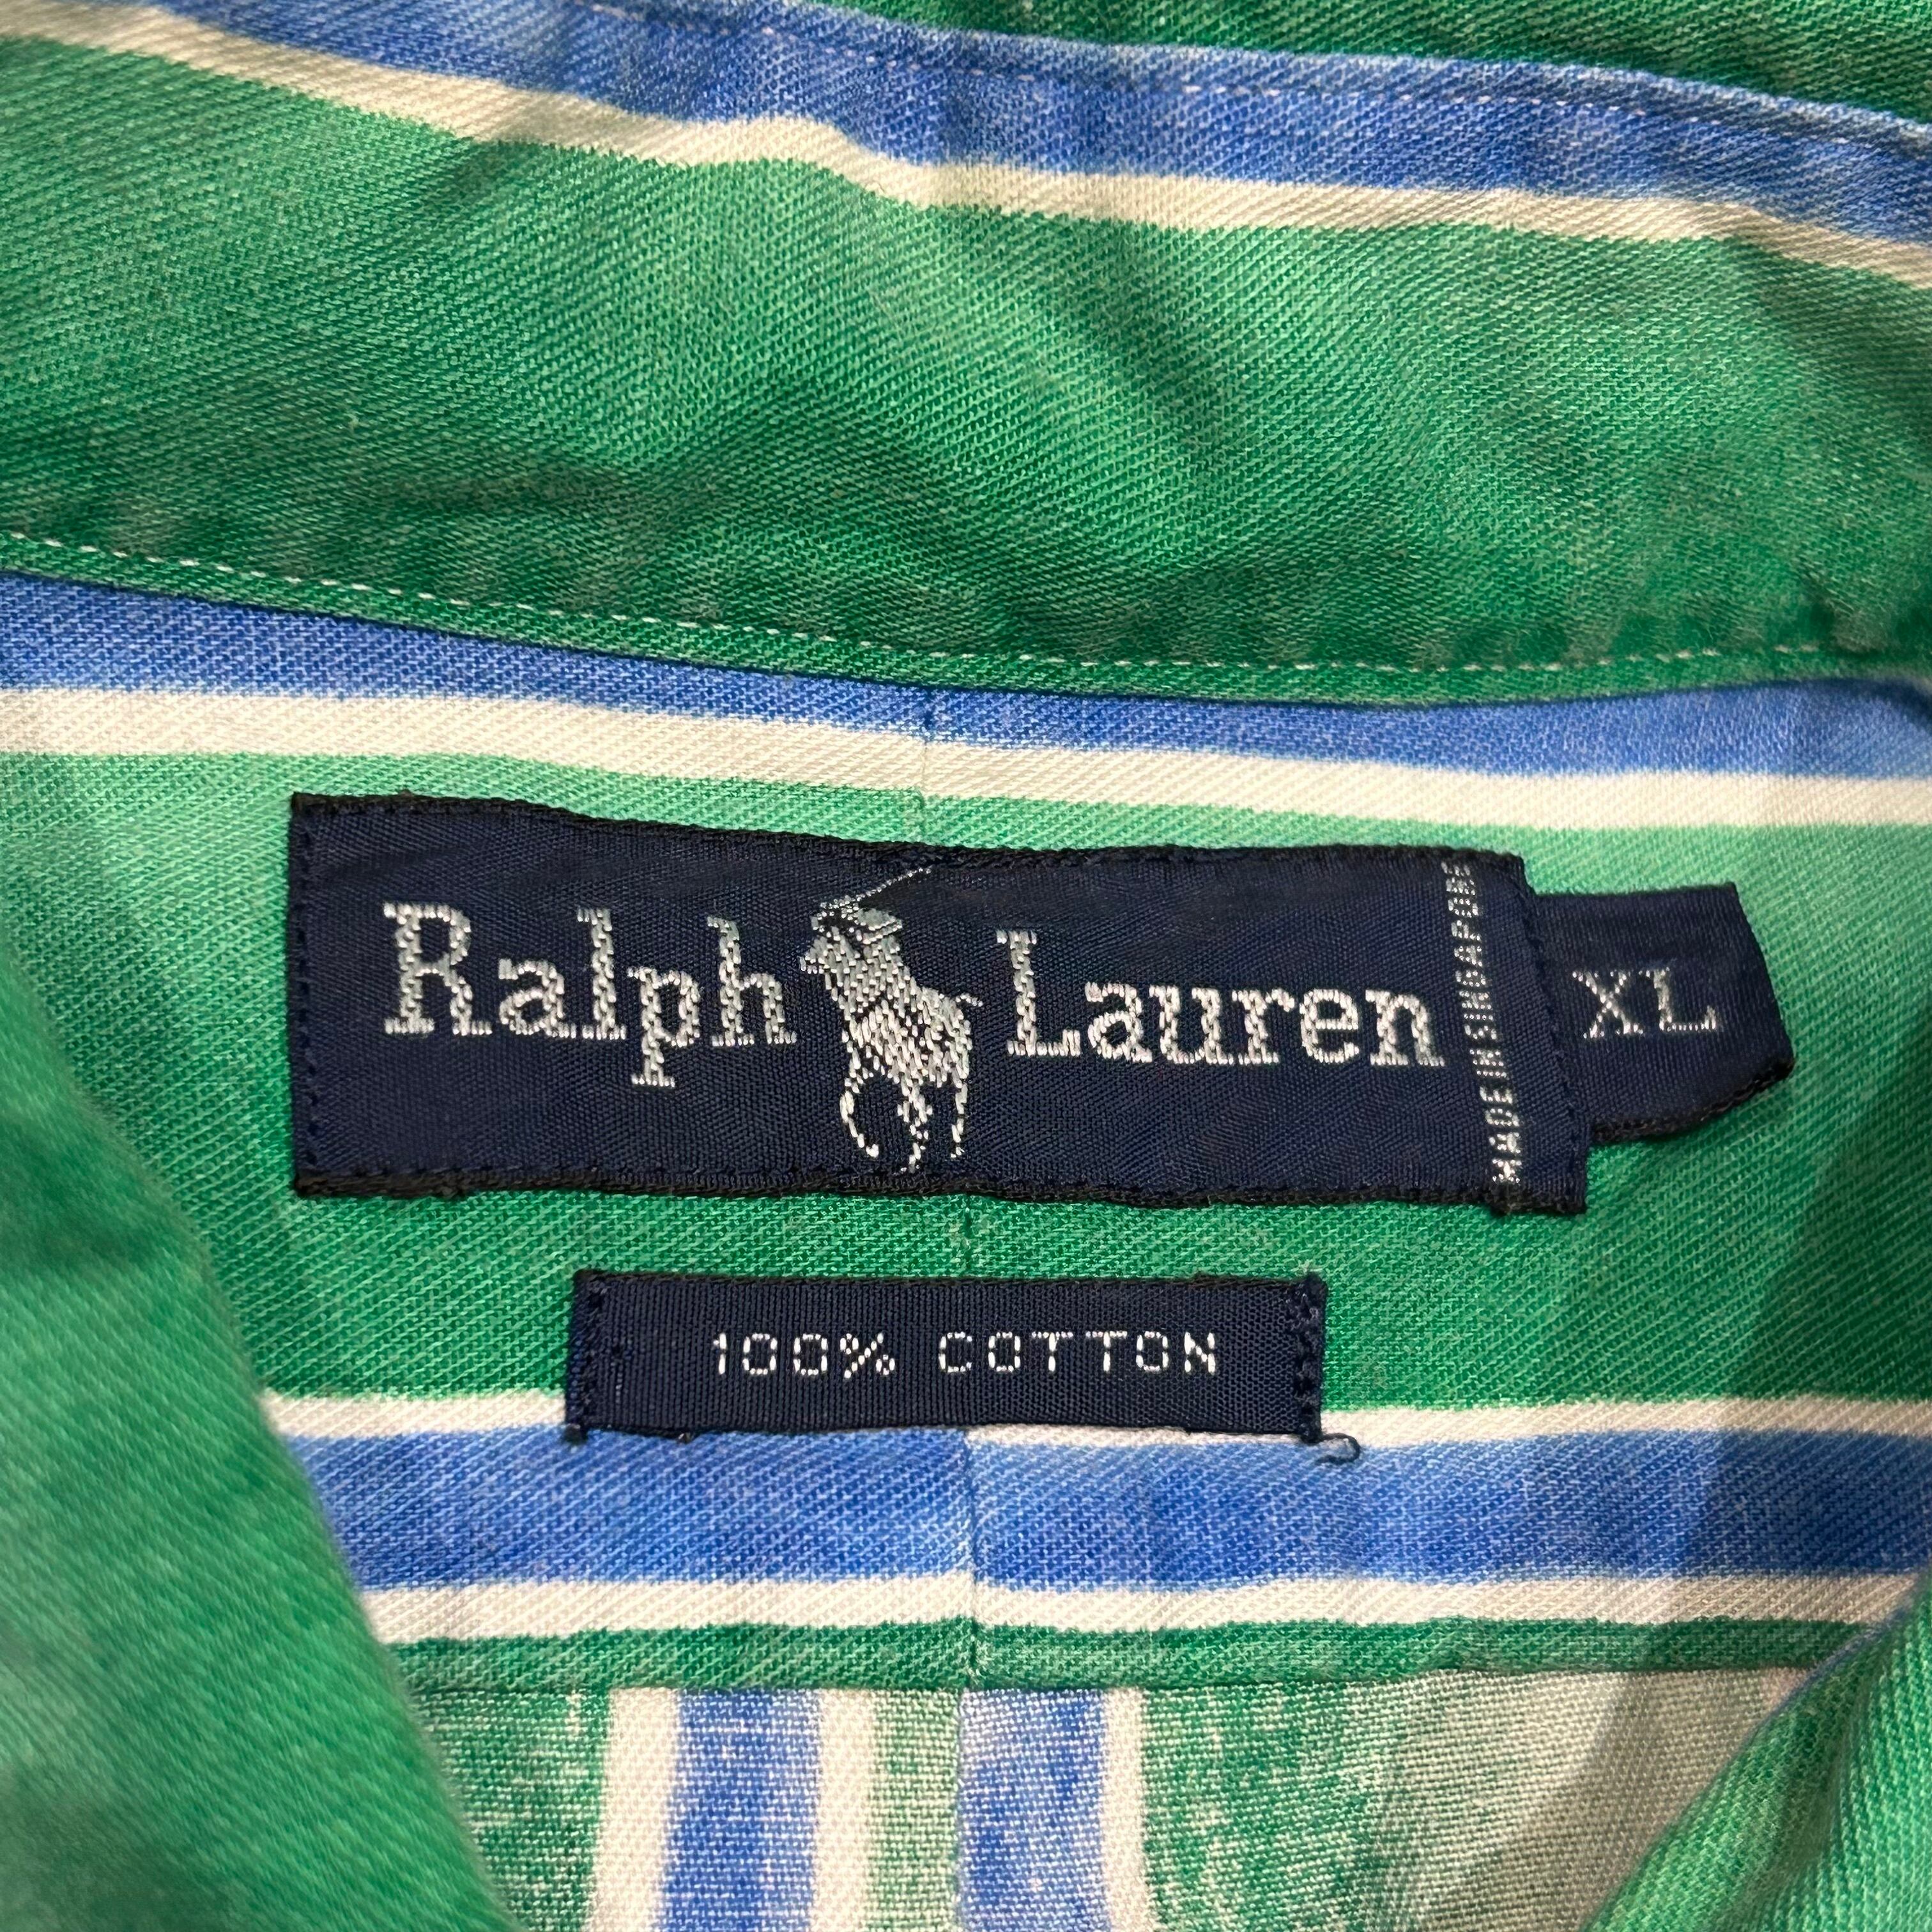 Ralph Lauren
MADE IN SINGAPORE
XL
100% COTTON